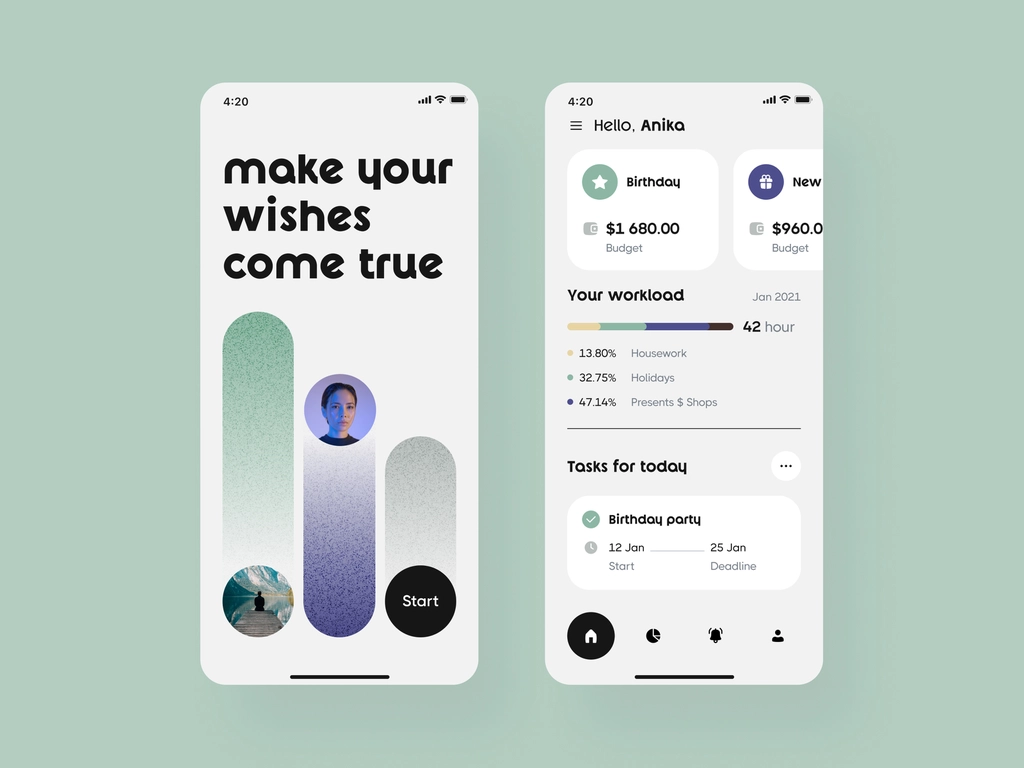 4:20
make your
wishes
come true
Start
4:20
Hello, Anika
Birthday
$1 680.00
Budget
New
$960.0
Budget
Your workload
Jan 2021
42 hour
13.80% Housework
32.75% Holidays
47.14% Presents $ Shops
Tasks for today
Birthday party
12 Jan 25 Jan
Start Deadline